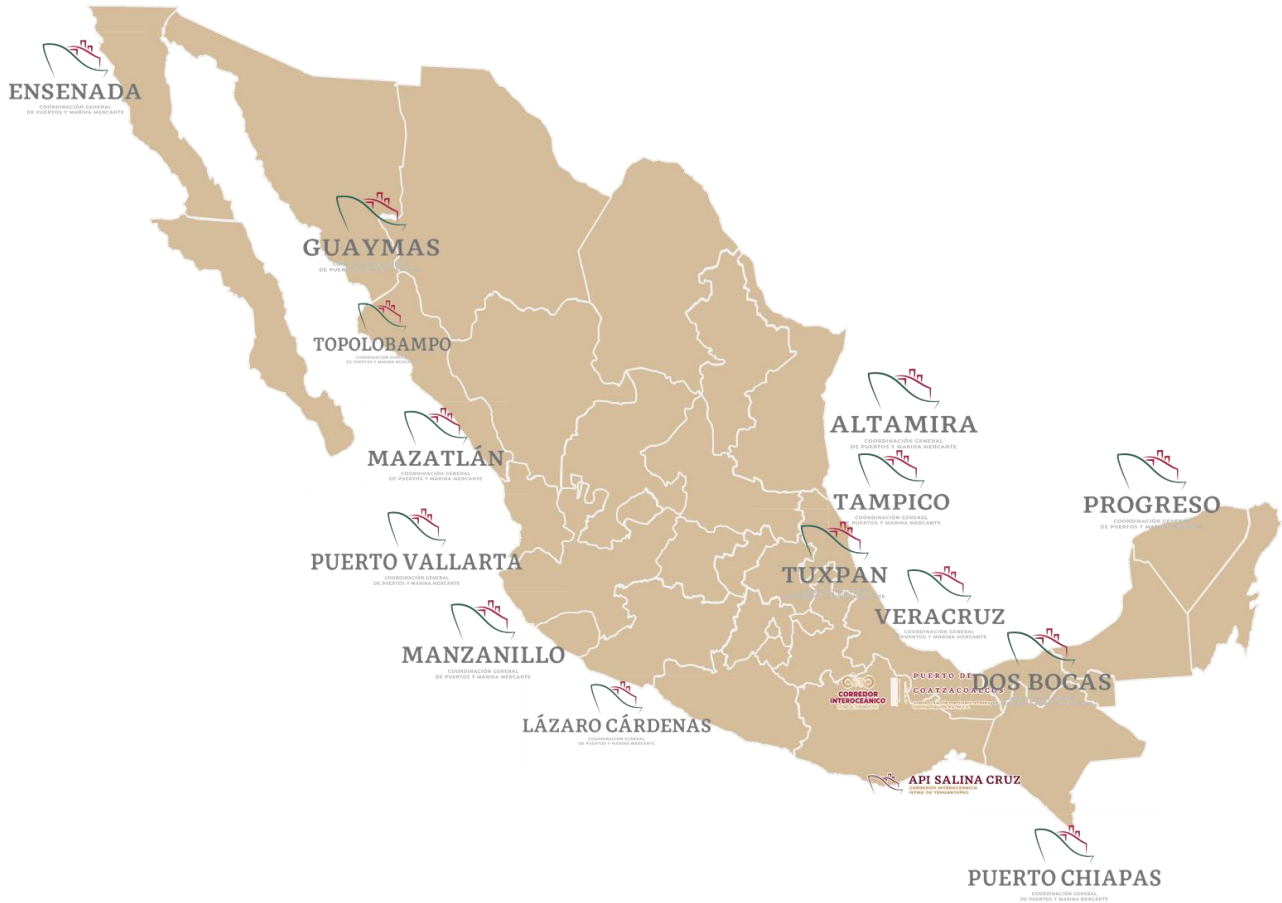 ENSENADA
COORDINACIÓN GENERAL
DE PUERTOS Y MARINA MERCANTE
GUAYMAS
TOPOLOBAMPO
COORDINACIÓN GENERAL
DE PUERTOS Y MARINA
MAZATLÁN
COORDINACIÓN GENERAL
DE PUERTOS Y MARINA MERCANTE
PUERTO VALLARTA
COORDINACIÓN GENERAL
DE PUERTOS Y MARINA MERCANTE
MANZANILLO
COORDINACIÓN GENERAL
DE PUERTOS Y MARINA MERCANTE
LÁZARO CÁRDENAS
COORDINACIÓN GENERAL
DE PUERTOS Y MARINA MERCANTE
ALTAMIRA
COORDINACIÓN GENERAL
DE PUERTOS Y MARINA MERCANTE
TAMPICO
COORDINACIÓN GENERAL
PUERTOS Y MARINA MERCANTE
TUXPAN
VERACRUZ
COORDINACIÓN GENERAL
PUERTOS Y MARINA MERCANTE
PROGRESO
COORDINACIÓN
DE PUERTOS Y
DOS BOCAS
CORREDOR
INTEROCEÁNICO
PUERTO DE
COATZACOALCOS
API SALINA CRUZ
CORREDOR INTEROCEÁNICO
ISTMO DE TEHUANTEPEC
PUERTO CHIAPAS
COORDINACIÓN GENERAL
DE PUERTOS Y MARINA MERCANTE